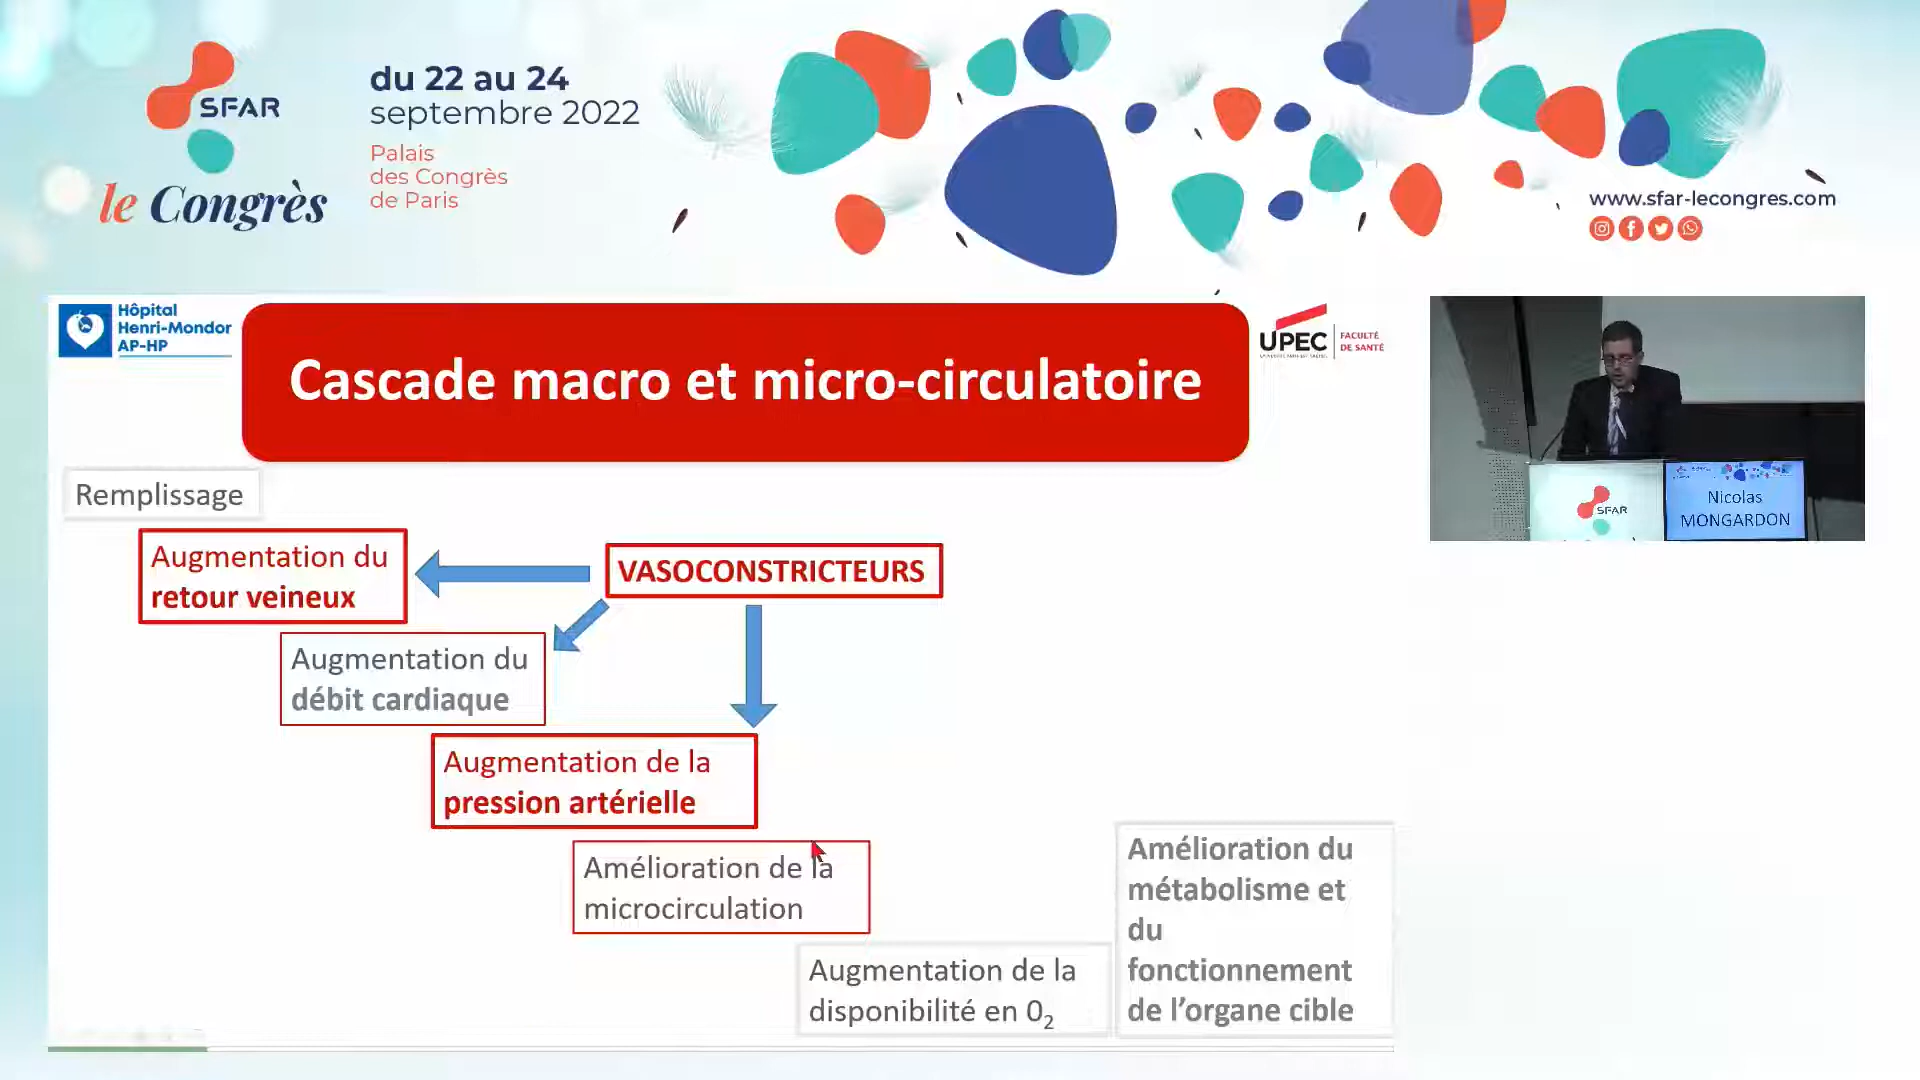 SFAR
le Congrès
du 22 au 24
septembre 2022
Palais
des Congrès
de Paris
www.sfar-lecongres.com
Hôpital
Henri-Mondor
AP-HP
Cascade macro et micro-circulatoire
UPEC
FACULTÉ
DE SANTÉ
Remplissage
Augmentation du
retour veineux
VASOCONSTRICTEURS
Augmentation du
débit cardiaque
Augmentation de la
pression artérielle
Amélioration de la
microcirculation
Augmentation de la
disponibilité en 0₂
Amélioration du
métabolisme et
du
fonctionnement
de l'organe cible
SFAR
Nicolas
MONGARDON